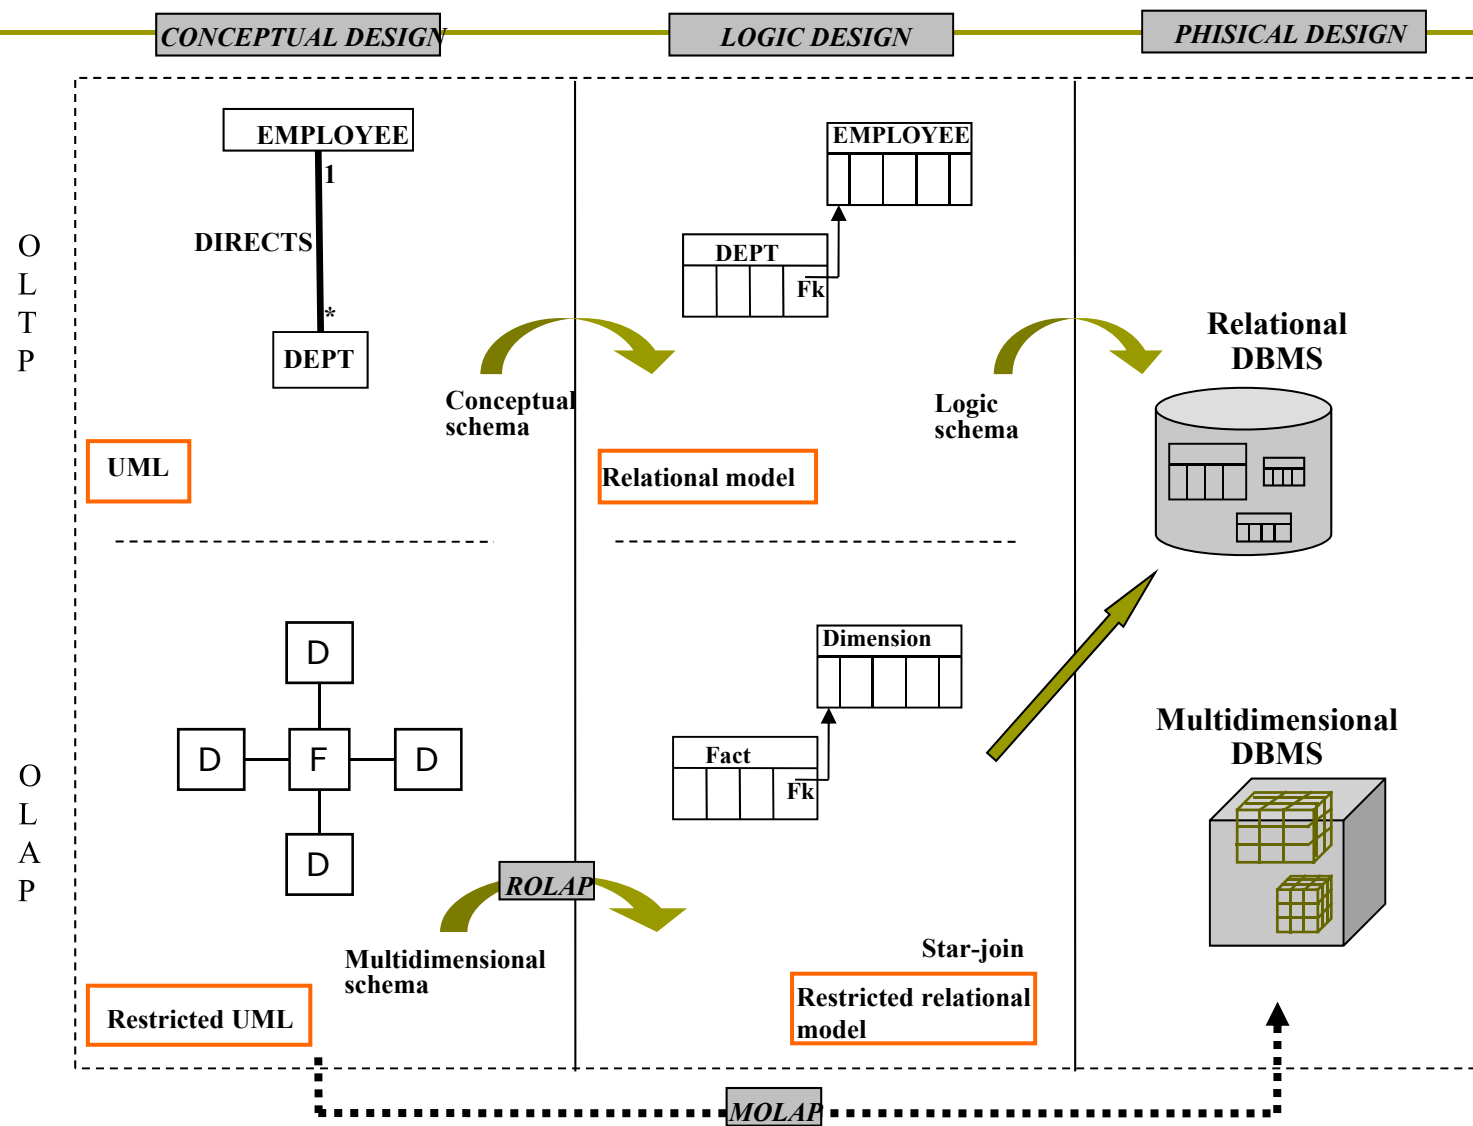 CONCEPTUAL DESIGN
LOGIC DESIGN
PHISICAL DESIGN
O
L
T
P
EMPLOYEE
1
DIRECTS
*
DEPT
Conceptual
schema
UML
EMPLOYEE
DEPT
Fk
Logic
schema
Relational model
Relational
DBMS
O
L
A
P
D
D
F
D
D
ROLAP
Multidimensional
schema
Restricted UML
Dimension
Fact
Fk
Star-join
Restricted relational
model
Multidimensional
DBMS
MOLAP